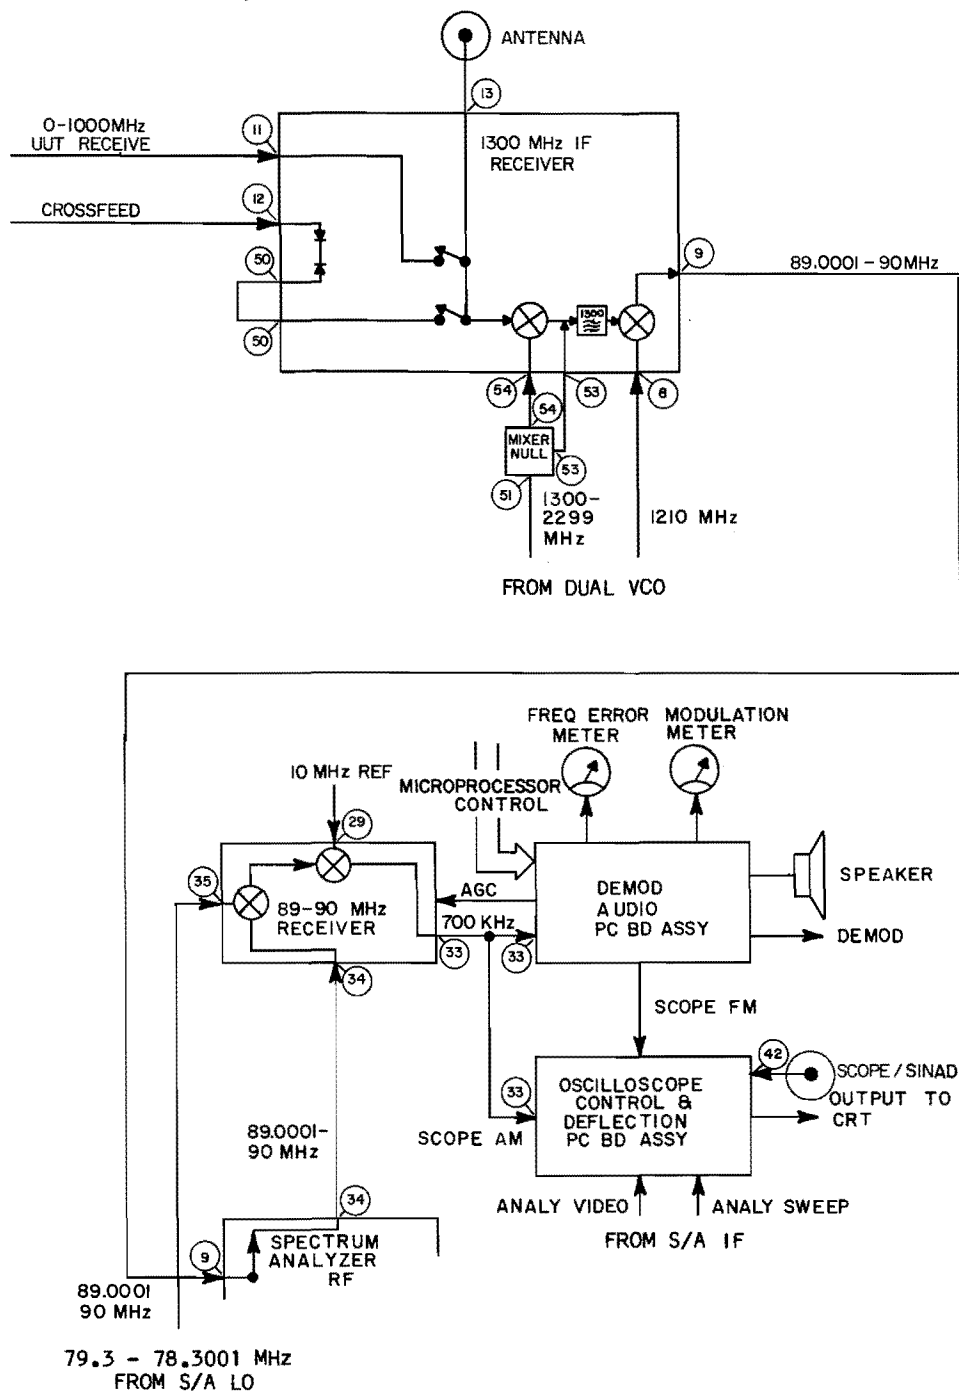 ANTENNA
13
0-1000MHz
UUT RECEIVE
11
1300 MHz IF
RECEIVER
12
CROSSFEED
50
9
89.0001-90MHz
1300
50
54
53
8
54
MIXER
NULL
53
51
1300-
2299
MHz
1210 MHz
FROM DUAL VCO
FREQ ERROR
METER
MODULATION
METER
10 MHz REF
MICROPROCESSOR
CONTROL
29
35
89-90 MHz
RECEIVER
AGC
700 KHz
33
34
33
DEMOD
AUDIO
PC BD ASSY
SPEAKER
DEMOD
SCOPE FM
42
SCOPE/SINAD
33
OSCILLOSCOPE
CONTROL &
DEFLECTION
PC BD ASSY
OUTPUT TO
CRT
SCOPE AM
89.0001-
90 MHz
34
ANALY VIDEO
ANALY SWEEP
FROM S/A IF
9
SPECTRUM
ANALYZER
RF
89.0001
90 MHz
79.3 - 78.3001 MHz
FROM S/A LO